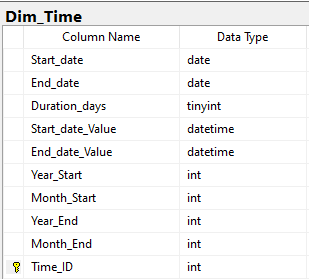 Dim_Time
Column Name Data Type
Start_date date
End_date date
Duration_days tinyint
Start_date_Value datetime
End_date_Value datetime
Year_Start int
Month_Start int
Year_End int
Month_End int
Time_ID int